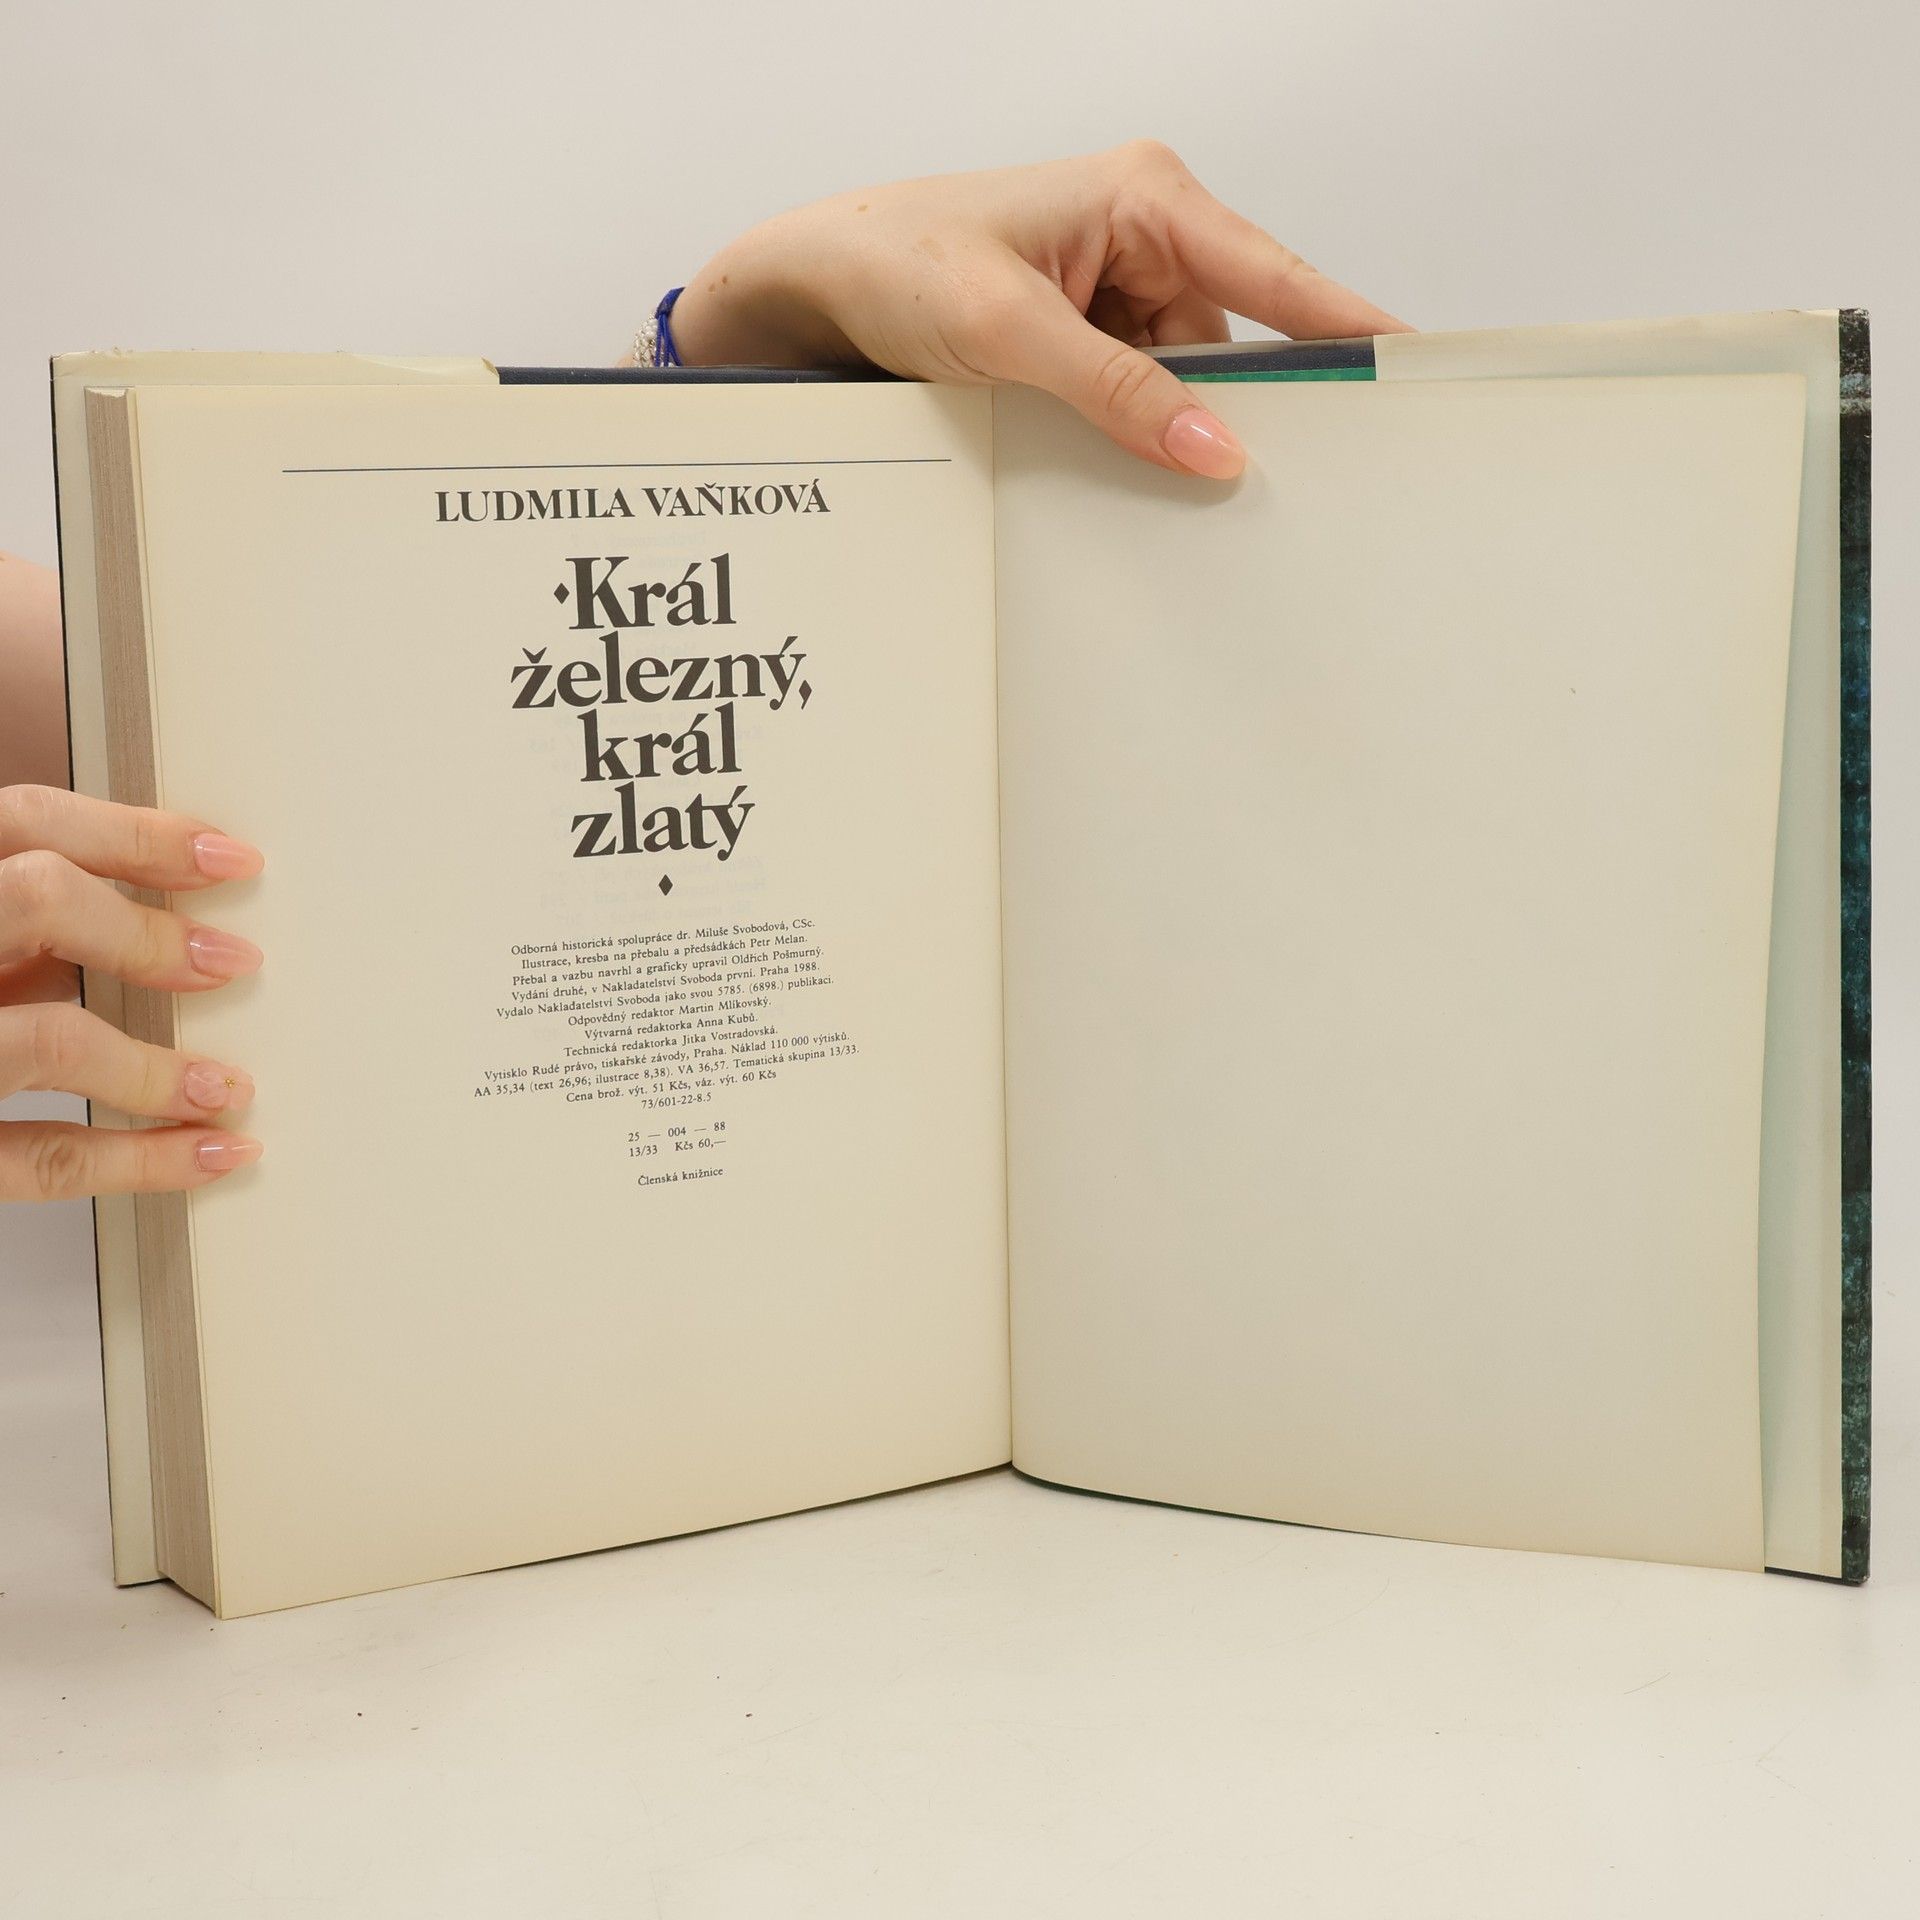 LUDMILA VAŇKOVÁ
Král
železný,
král
zlatý
Odborná historická spolupráce dr. Miluše Svobodová, CSc.
Ilustrace, kresba na přebalu a předsádkách Petr Melan.
Přebal a vazbu navrhl a graficky upravil Oldřich Pošmurný.
Vydání druhé, v Nakladatelství Svoboda první. Praha 1988.
Vydalo Nakladatelství Svoboda jako svou 5785. (6898.) publikaci.
Odpovědný redaktor Martin Mlíkovský.
Výtvarná redaktorka Anna Kubů.
Technická redaktorka Jitka Vostradovská.
Vytisklo Rudé právo, tiskařské závody, Praha. Náklad 110 000 výtisků.
AA 35,34 (text 26,96; ilustrace 8,38). VA 36,57. Tematická skupina 13/33.
Cena brož. výt. 51 Kčs, váz. výt. 60 Kčs
73/601-22-8.5
25 — 004 — 88
13/33 Kčs 60,—
Členská knižnice